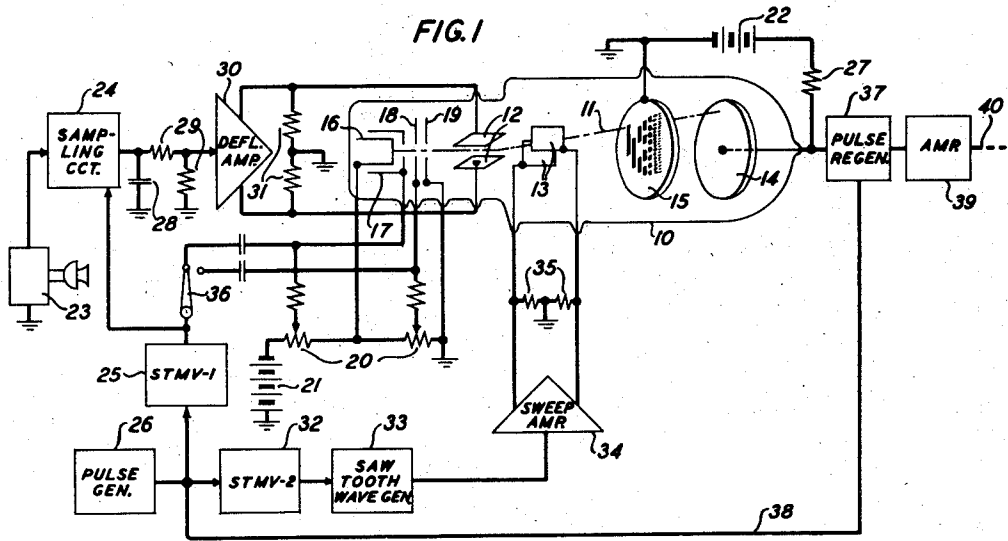 FIG. 1
22
30
24
16
18
19
12
11
27
37
40
SAMP-
LING
CCT.
29
DEFL.
AMP.
31
17
13
15
14
PULSE
REGEN.
AMR
28
10
39
23
36
35
20
21
25
STMV-1
26
32
33
SWEEP
AMR.
34
PULSE
GEN.
STMV-2
SAW
TOOTH
WAVE GEN.
38